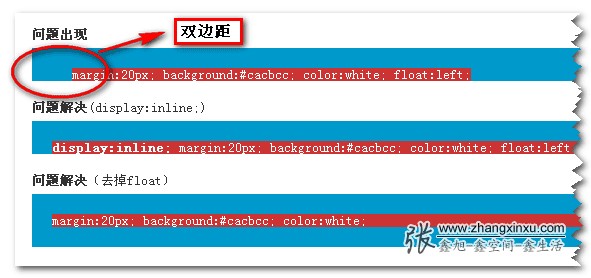 问题出现
双边距
margin:20px; background:#cacbcc; color:white; float:left;
问题解决(display:inline;)
display:inline; margin:20px; background:#cacbcc; color:white; float:left
问题解决（去掉float）
margin:20px; background:#cacbcc; color:white;
张 www.zhangxinxu.com
鑫旭-鑫空间-鑫生活